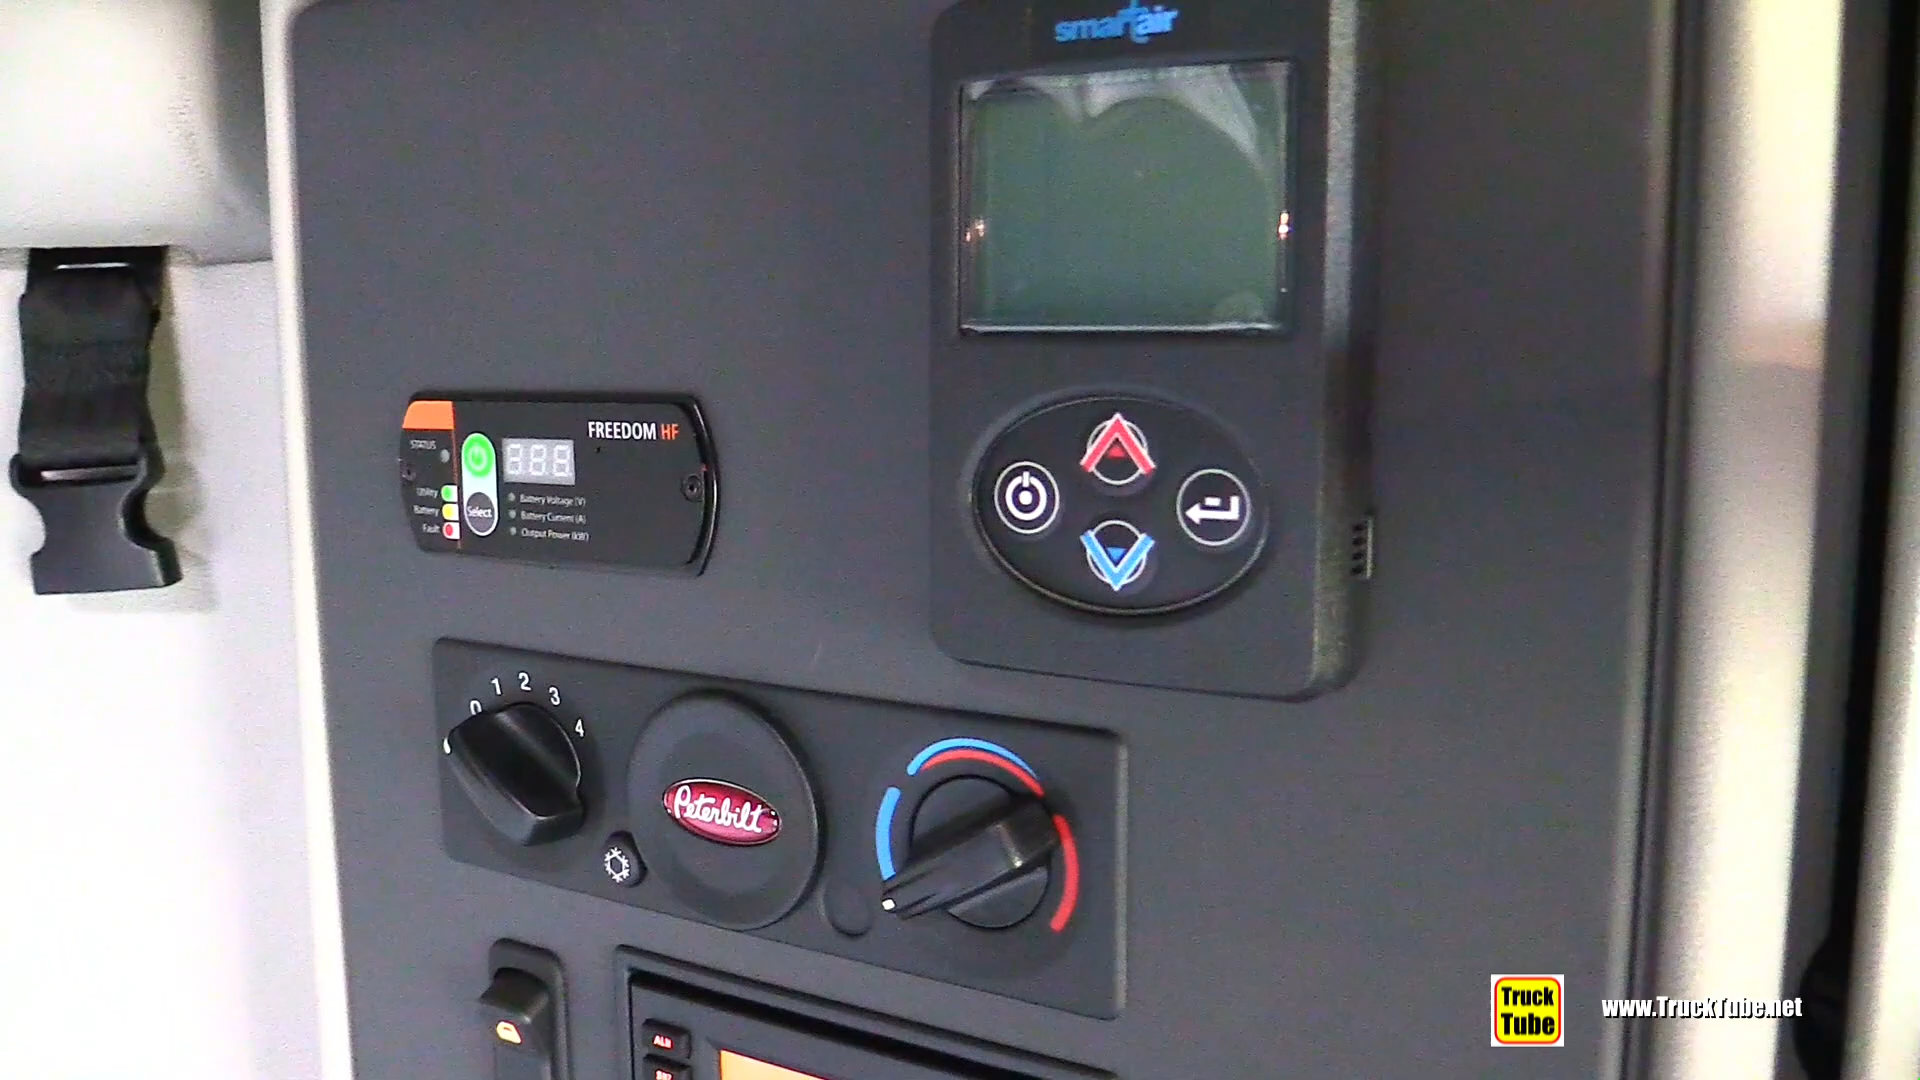 smartair
FREEDOM HF
STATUS
Utility
Battery
Fault
Select
Battery Voltage (V)
Battery Current (A)
Output Power (kW)
0 1 2 3 4
Peterbilt
ALM
Truck
Tube
www.TruckTube.net